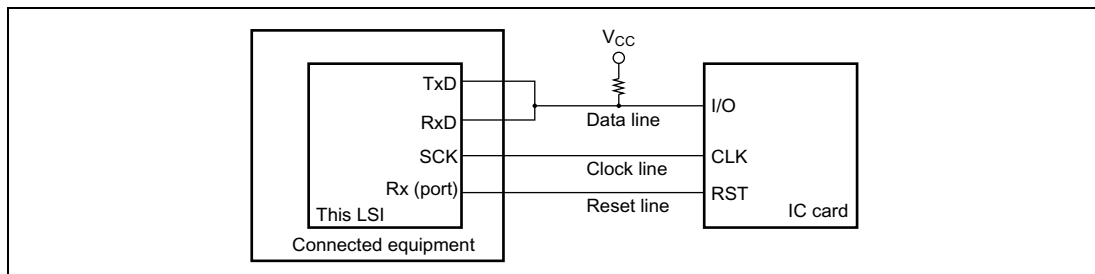 V_CC
TxD
RxD
SCK
Rx (port)
This LSI
Connected equipment
Data line
Clock line
Reset line
I/O
CLK
RST
IC card